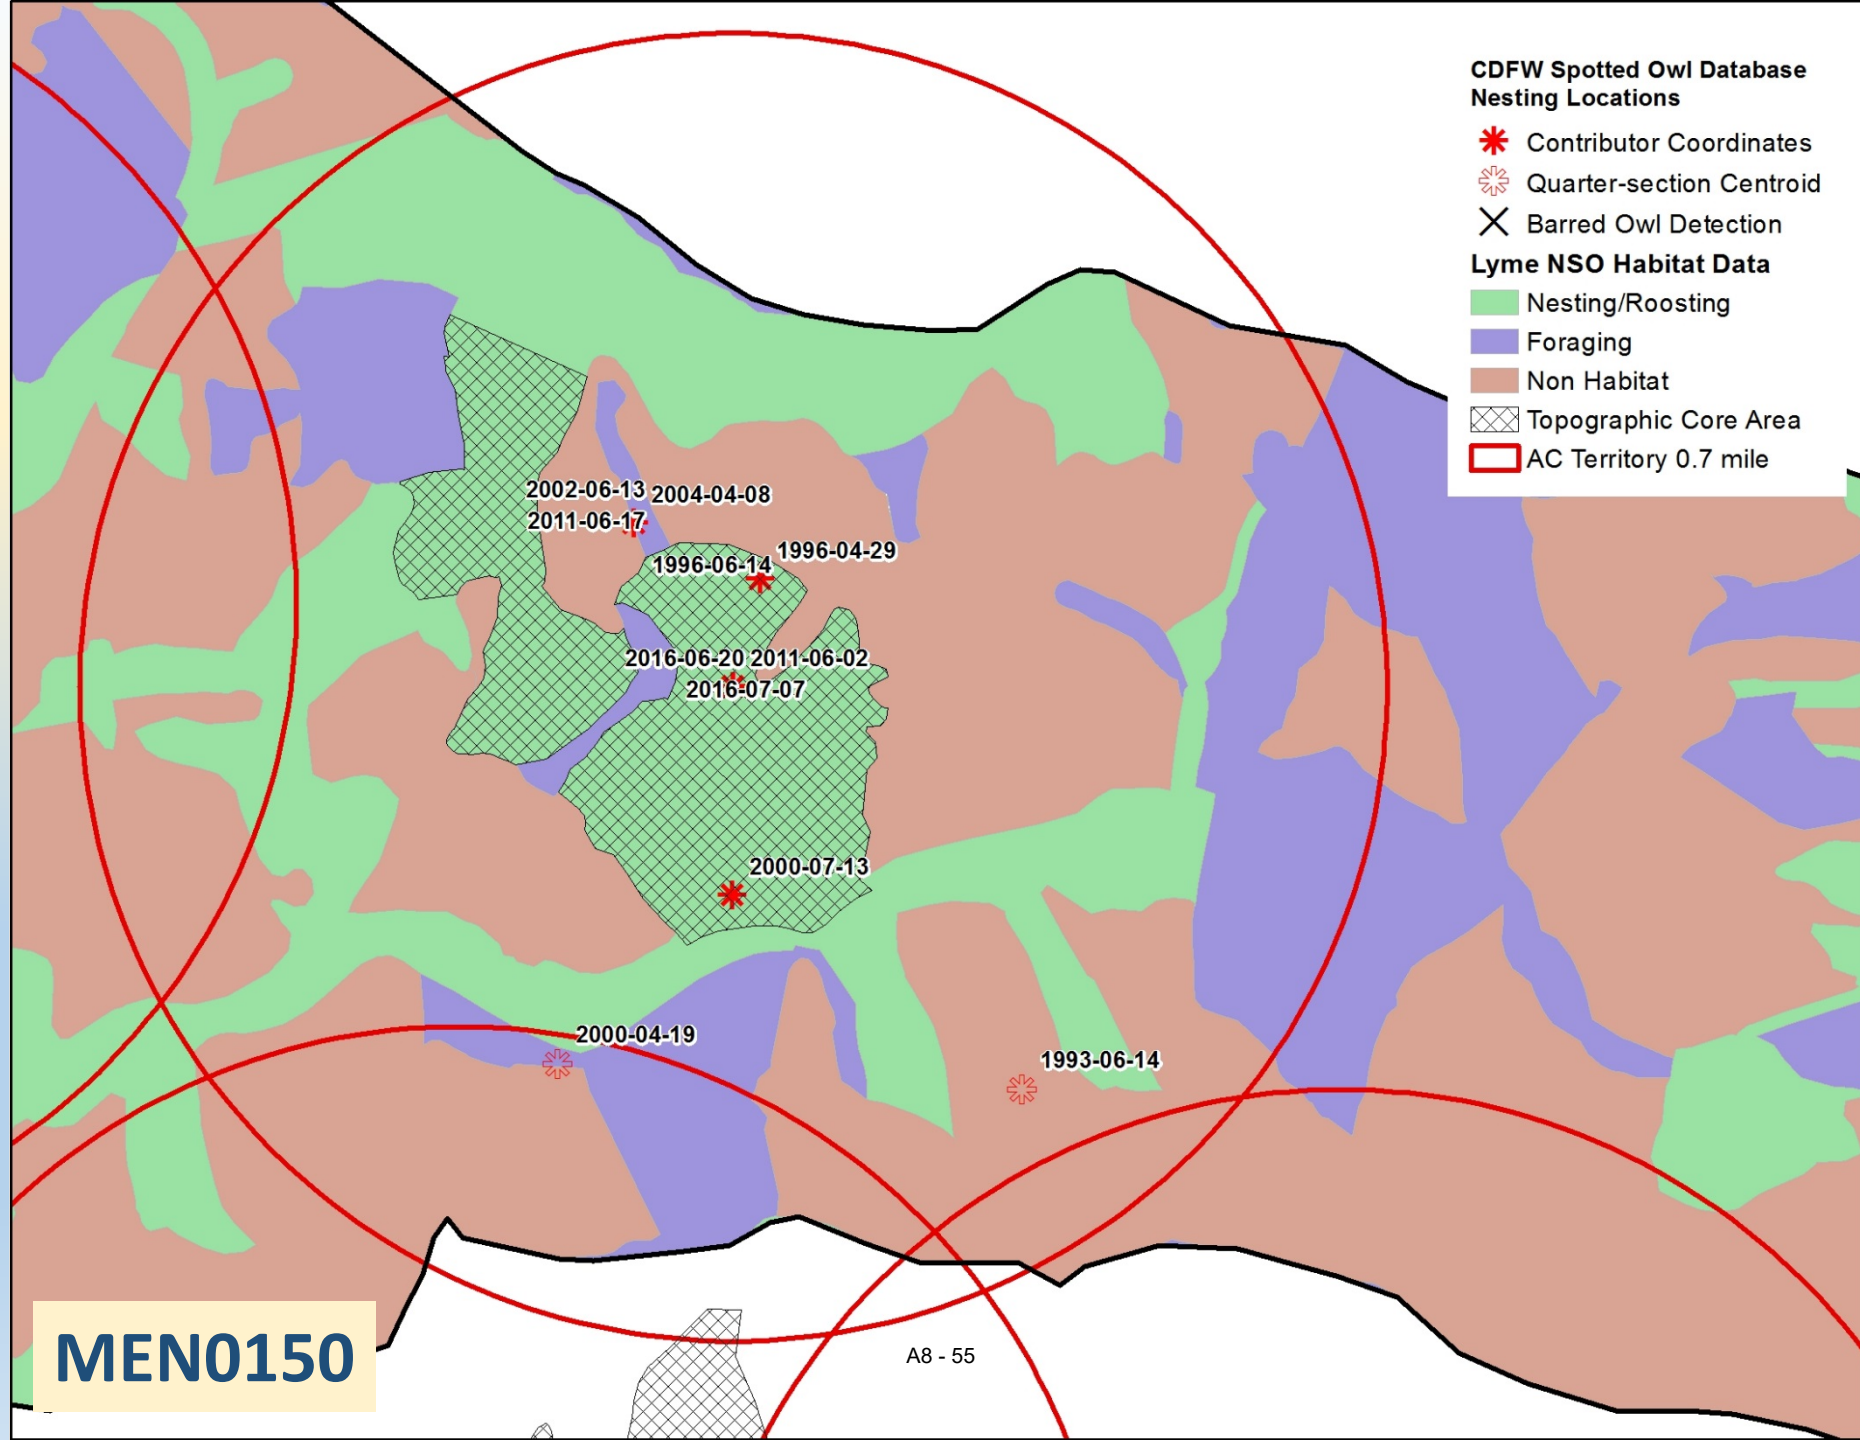 CDFW Spotted Owl Database
Nesting Locations
Contributor Coordinates
Quarter-section Centroid
Barred Owl Detection
Lyme NSO Habitat Data
Nesting/Roosting
Foraging
Non Habitat
Topographic Core Area
AC Territory 0.7 mile
2002-06-13 2004-04-08
2011-06-17
1996-04-29
1996-06-14
2016-06-20 2011-06-02
2016-07-07
2000-07-13
2000-04-19
1993-06-14
MEN0150
A8 - 55